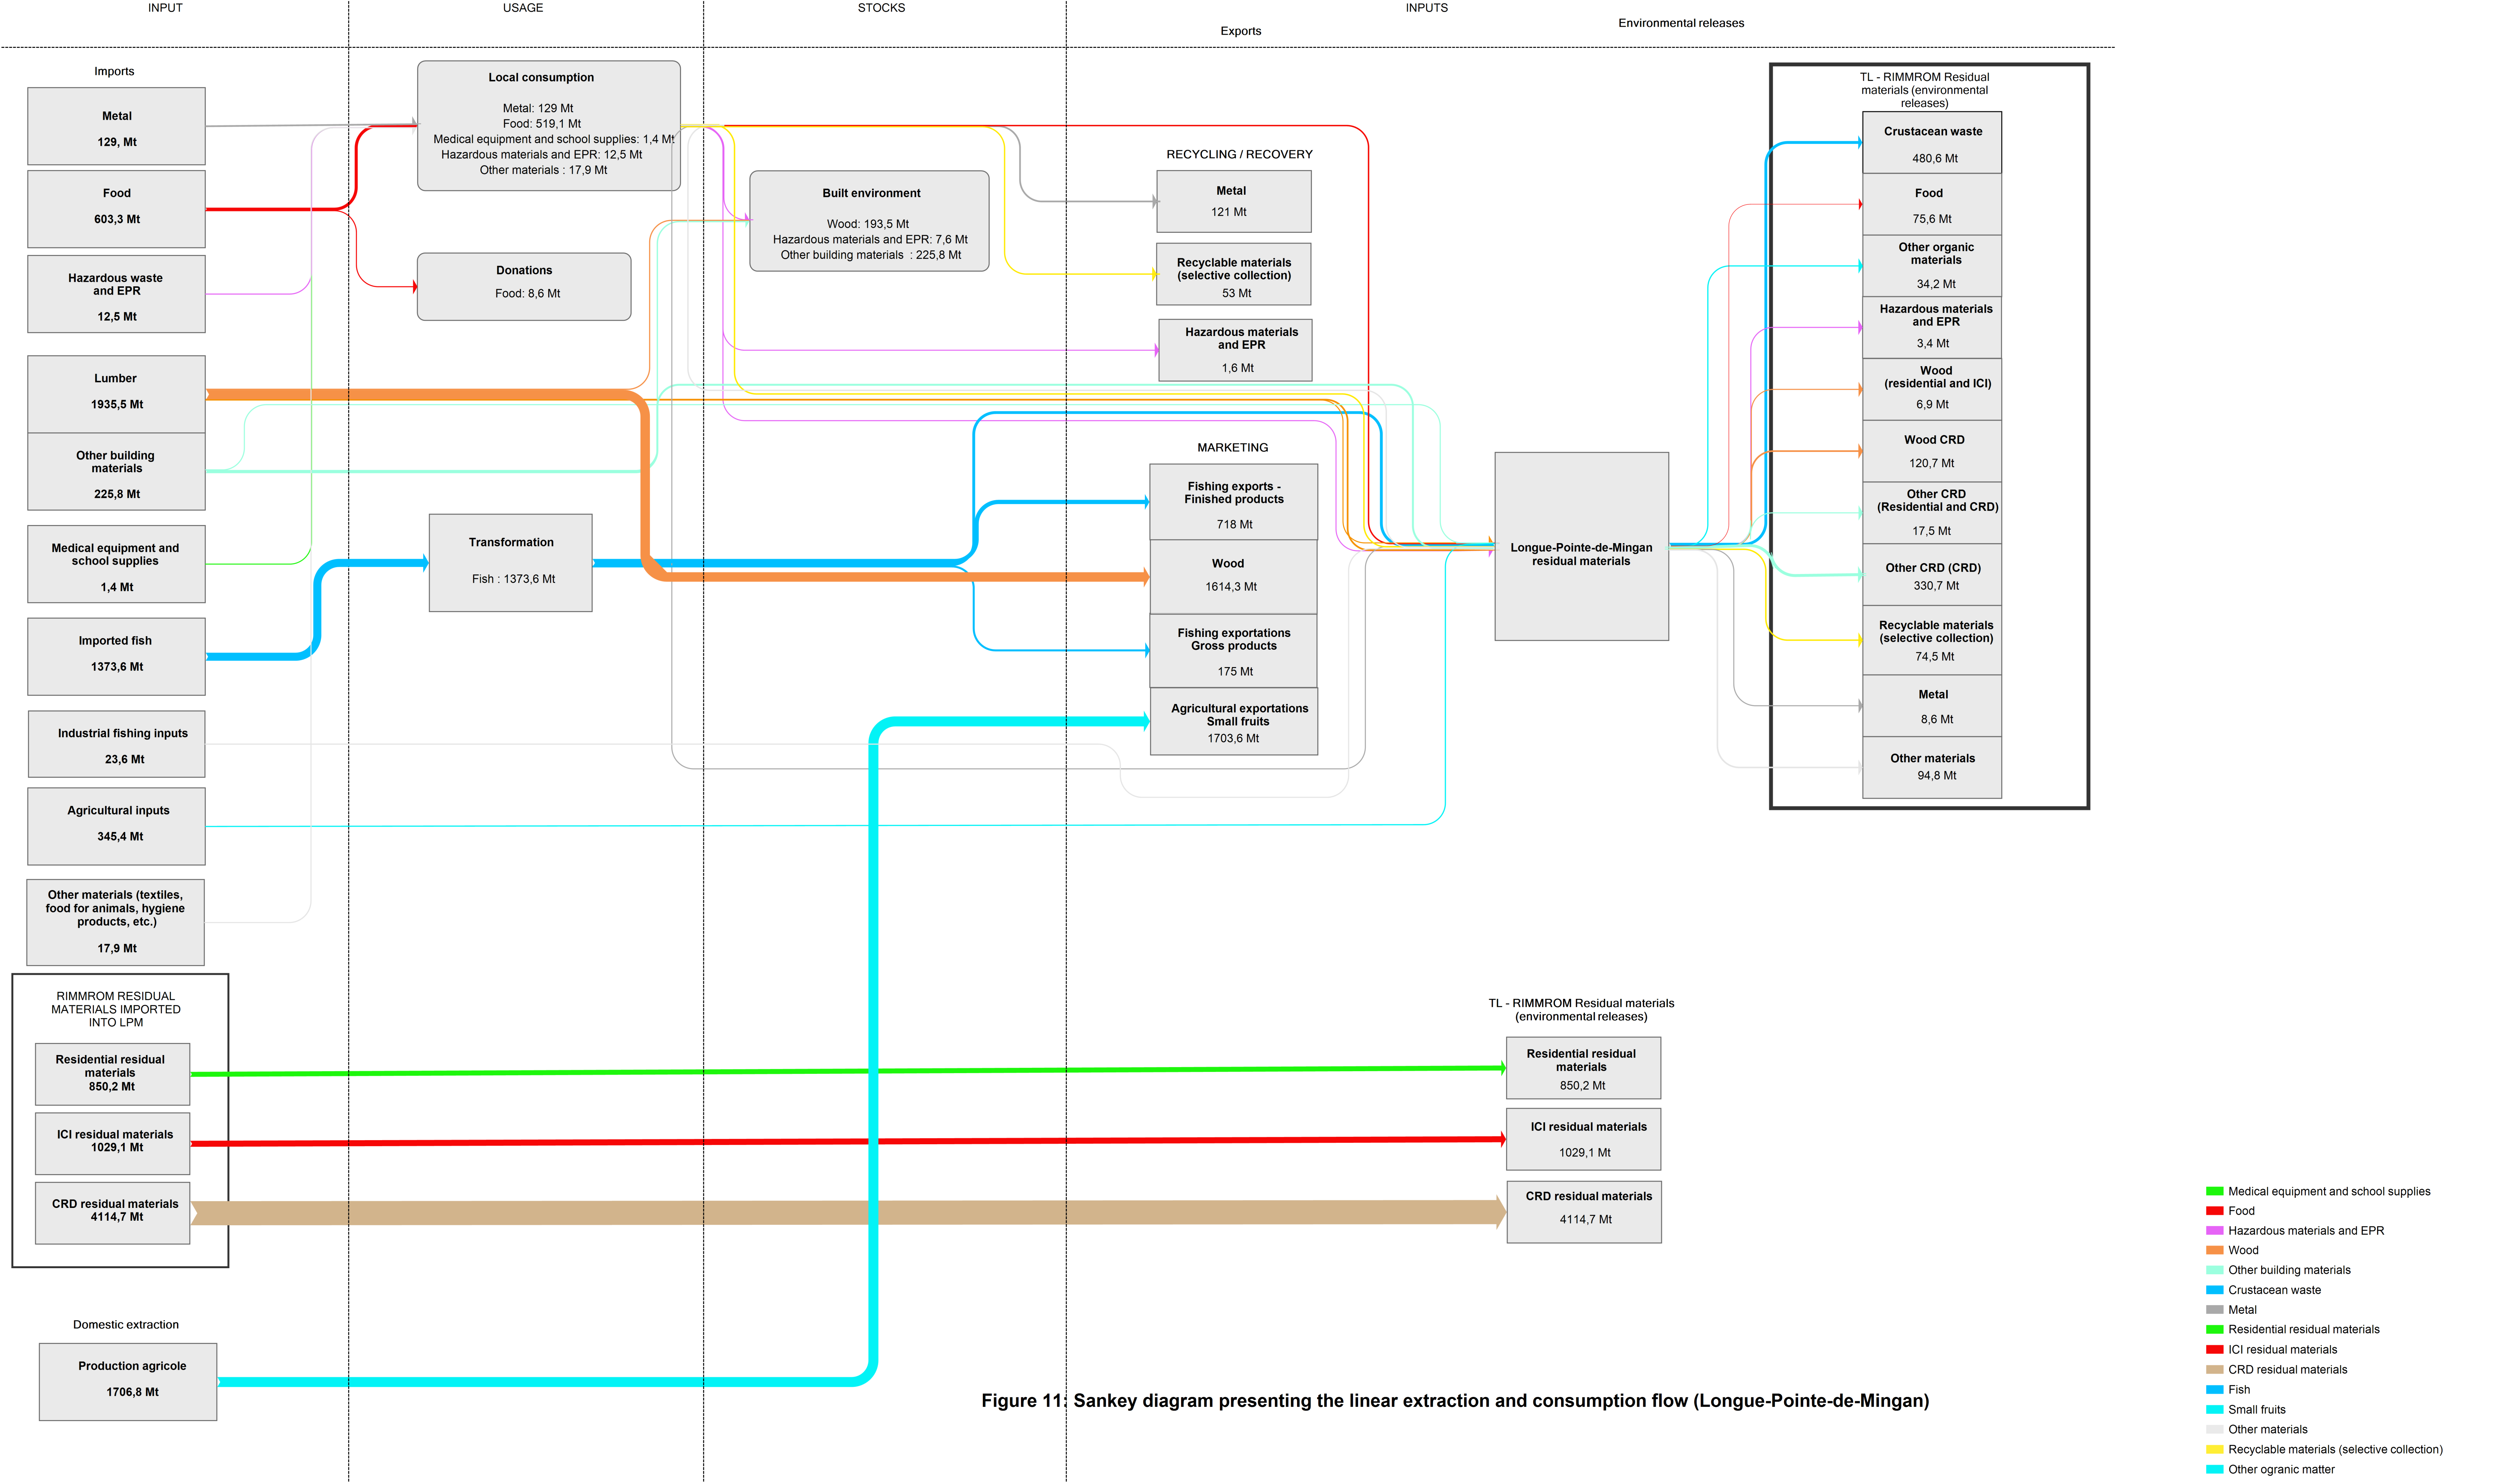 INPUT
USAGE
STOCKS
INPUTS
Exports
Environmental releases
Imports
Metal
129, Mt
Food
603,3 Mt
Hazardous waste
and EPR
12,5 Mt
Lumber
1935,5 Mt
Other building
materials
225,8 Mt
Medical equipment and
school supplies
1,4 Mt
Imported fish
1373,6 Mt
Industrial fishing inputs
23,6 Mt
Agricultural inputs
345,4 Mt
Other materials (textiles,
food for animals, hygiene
products, etc.)
17,9 Mt
RIMMROM RESIDUAL
MATERIALS IMPORTED
INTO LPM
Residential residual
materials
850,2 Mt
ICI residual materials
1029,1 Mt
CRD residual materials
4114,7 Mt
Domestic extraction
Production agricole
1706,8 Mt
Local consumption
Metal: 129 Mt
Food: 519,1 Mt
Medical equipment and school supplies: 1,4 Mt
Hazardous materials and EPR: 12,5 Mt
Other materials : 17,9 Mt
Donations
Food: 8,6 Mt
Transformation
Fish : 1373,6 Mt
Built environment
Wood: 193,5 Mt
Hazardous materials and EPR: 7,6 Mt
Other building materials : 225,8 Mt
RECYCLING / RECOVERY
Metal
121 Mt
Recyclable materials
(selective collection)
53 Mt
Hazardous materials
and EPR
1,6 Mt
MARKETING
Fishing exports -
Finished products
718 Mt
Wood
1614,3 Mt
Fishing exportations
Gross products
175 Mt
Agricultural exportations
Small fruits
1703,6 Mt
Longue-Pointe-de-Mingan
residual materials
TL - RIMMROM Residual
materials (environmental
releases)
Crustacean waste
480,6 Mt
Food
75,6 Mt
Other organic
materials
34,2 Mt
Hazardous materials
and EPR
3,4 Mt
Wood
(residential and ICI)
6,9 Mt
Wood CRD
120,7 Mt
Other CRD
(Residential and CRD)
17,5 Mt
Other CRD (CRD)
330,7 Mt
Recyclable materials
(selective collection)
74,5 Mt
Metal
8,6 Mt
Other materials
94,8 Mt
TL - RIMMROM Residual materials
(environmental releases)
Residential residual
materials
850,2 Mt
ICI residual materials
1029,1 Mt
CRD residual materials
4114,7 Mt
Figure 11: Sankey diagram presenting the linear extraction and consumption flow (Longue-Pointe-de-Mingan)
Medical equipment and school supplies
Food
Hazardous materials and EPR
Wood
Other building materials
Crustacean waste
Metal
Residential residual materials
ICI residual materials
CRD residual materials
Fish
Small fruits
Other materials
Recyclable materials (selective collection)
Other ogranic matter